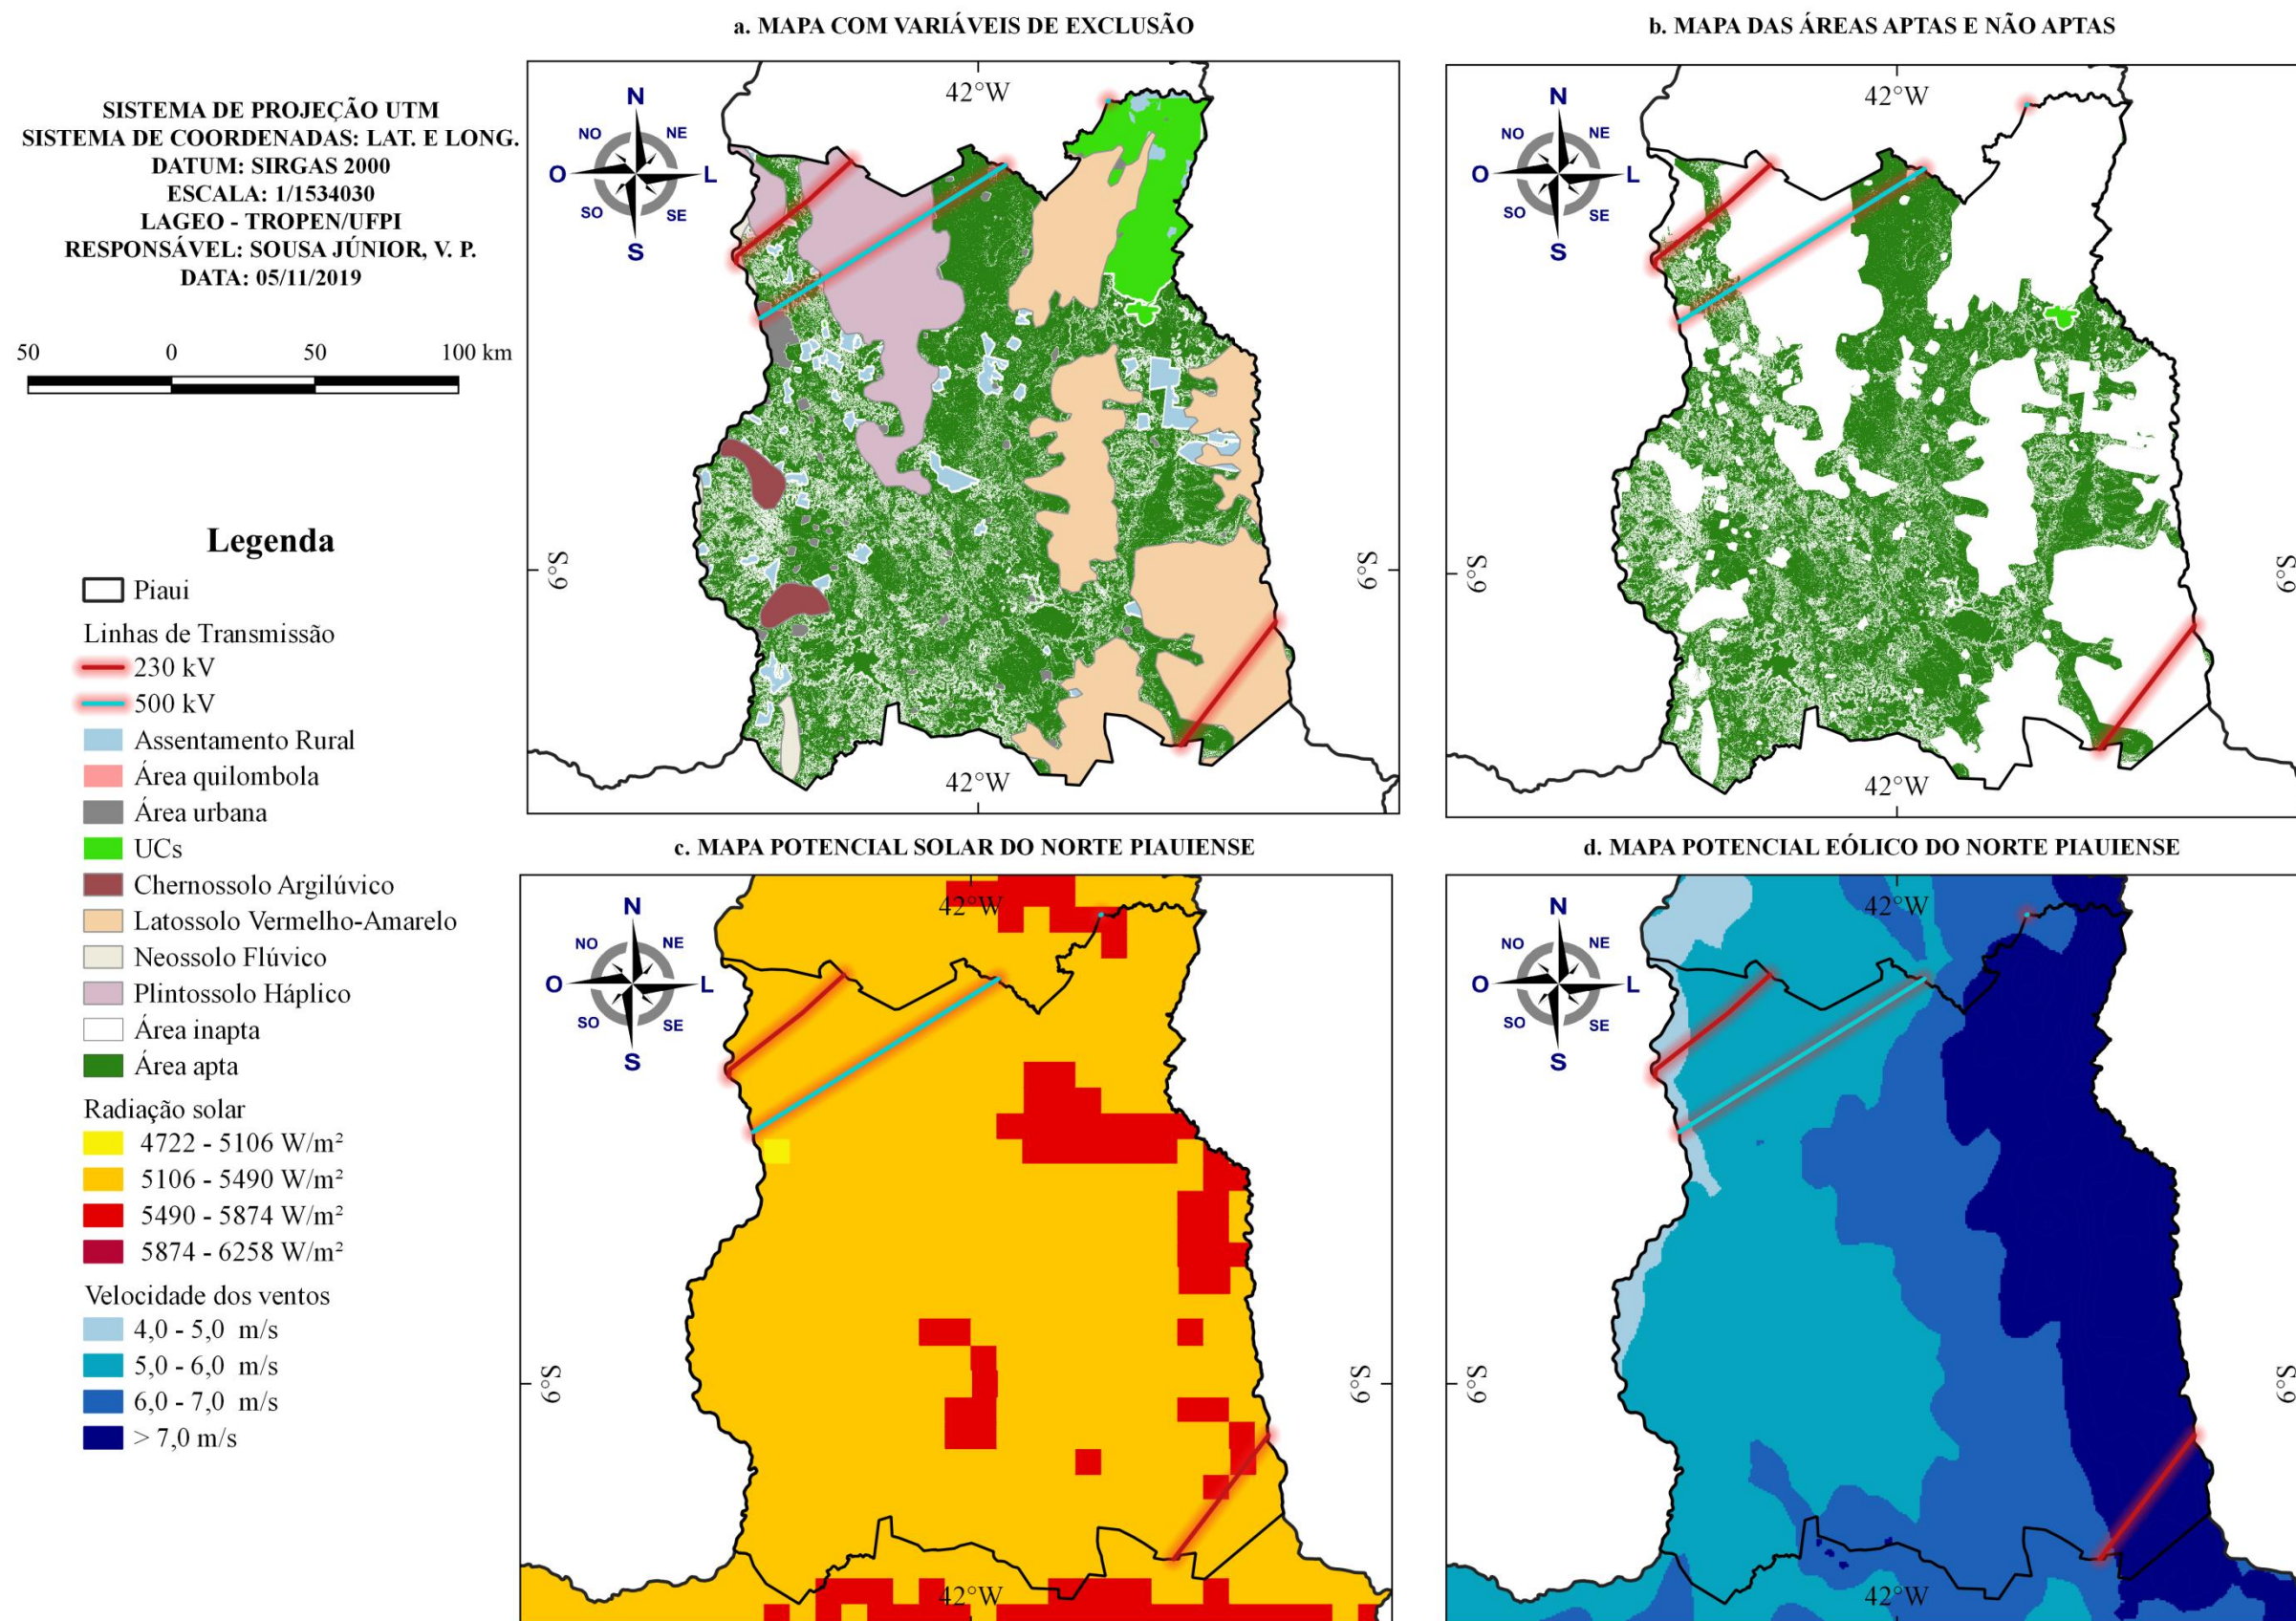 SISTEMA DE PROJEÇÃO UTM
SISTEMA DE COORDENADAS: LAT. E LONG.
DATUM: SIRGAS 2000
ESCALA: 1/1534030
LAGEO - TROPEN/UFPI
RESPONSÁVEL: SOUSA JÚNIOR, V. P.
DATA: 05/11/2019
50 0 50 100 km
Legenda
Piaui
Linhas de Transmissão
230 kV
500 kV
Assentamento Rural
Área quilombola
Área urbana
UCs
Chernossolo Argilúvico
Latossolo Vermelho-Amarelo
Neossolo Flúvico
Plintossolo Háplico
Área inapta
Área apta
Radiação solar
4722 - 5106 W/m²
5106 - 5490 W/m²
5490 - 5874 W/m²
5874 - 6258 W/m²
Velocidade dos ventos
4,0 - 5,0 m/s
5,0 - 6,0 m/s
6,0 - 7,0 m/s
> 7,0 m/s
a. MAPA COM VARIÁVEIS DE EXCLUSÃO
42°W
N
NO NE
O L
SO SE
S
6°S 6°S
42°W
b. MAPA DAS ÁREAS APTAS E NÃO APTAS
42°W
N
NO NE
O L
SO SE
S
6°S 6°S
42°W
c. MAPA POTENCIAL SOLAR DO NORTE PIAUIENSE
42°W
N
NO NE
O L
SO SE
S
6°S 6°S
42°W
d. MAPA POTENCIAL EÓLICO DO NORTE PIAUIENSE
42°W
N
NO NE
O L
SO SE
S
6°S 6°S
42°W